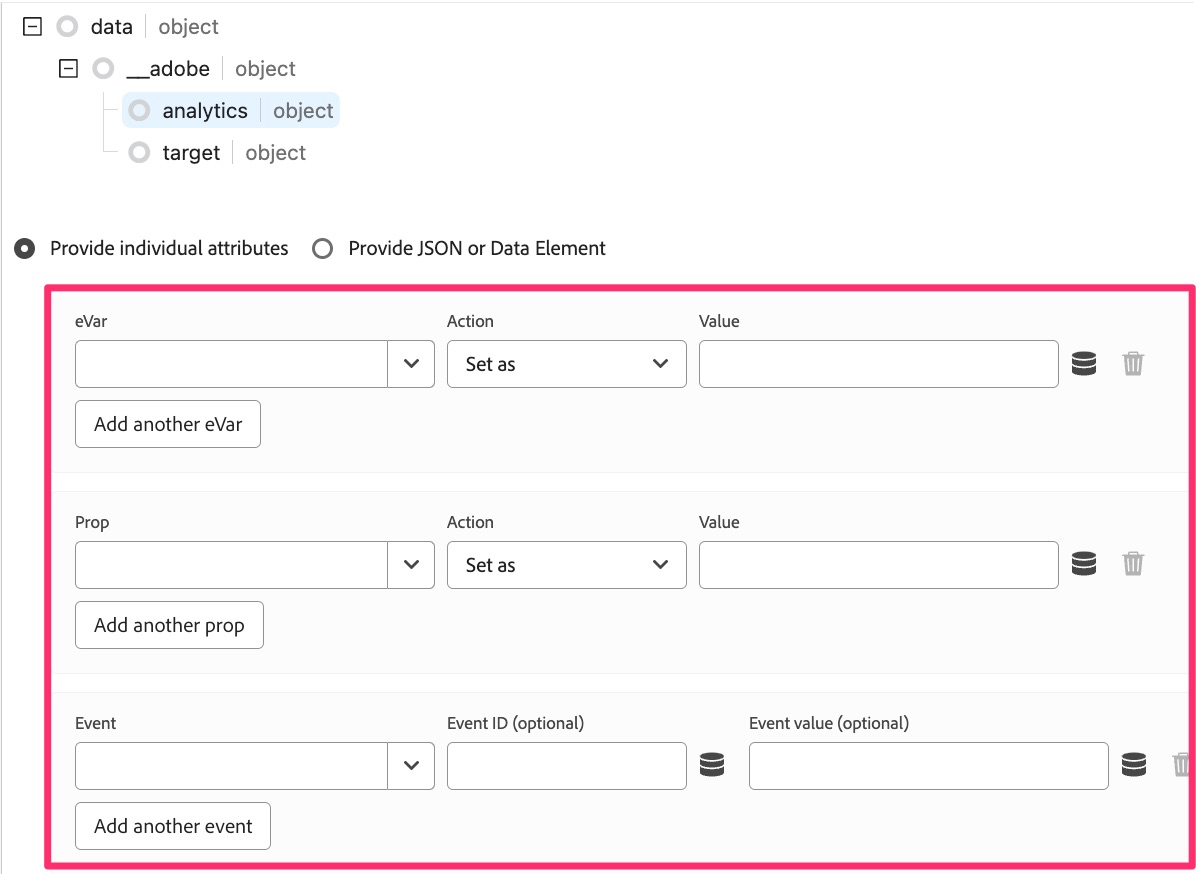 data object
__adobe object
analytics object
target object
Provide individual attributes Provide JSON or Data Element
eVar Action Value
Set as
Add another eVar
Prop Action Value
Set as
Add another prop
Event Event ID (optional) Event value (optional)
Add another event